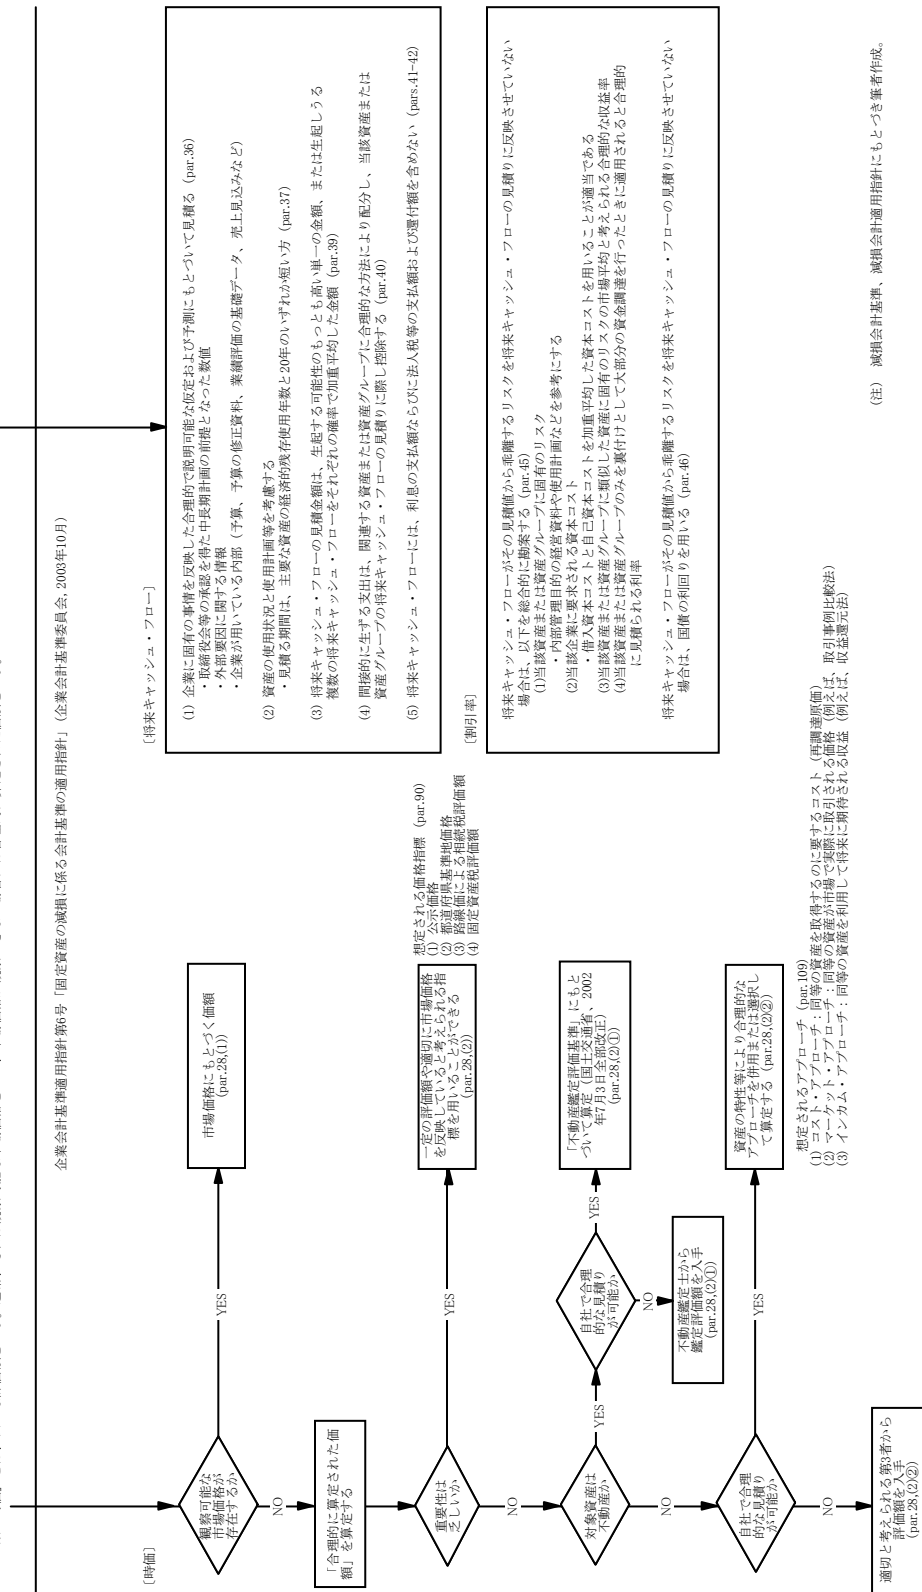 企業会計基準適用指針第6号「固定資産の減損に係る会計基準の適用指針」（企業会計基準委員会, 2003年10月）
［時価］
観察可能な
市場価格が
存在するか
YES
市場価格にもとづく価額
(par.28,(1))
NO
「合理的に算定された価
額」を算定する
重要性は
乏しいか
YES
一定の評価額や適切に市場価格
を反映していると考えられる指
標を用いることができる
(par.28,(2))
想定される価格指標（par.90）
(1) 公示価格
(2) 都道府県基準地価格
(3) 路線価による相続税評価額
(4) 固定資産税評価額
NO
対象資産は
不動産か
YES
自社で合理
的な見積り
が可能か
YES
「不動産鑑定評価基準」にもと
づいて算定（国土交通省、2002
年7月3日全部改正）
(par.28,(2)①)
NO
不動産鑑定士から
鑑定評価額を入手
(par.28,(2)①)
NO
自社で合理
的な見積り
が可能か
YES
資産の特性等により合理的な
アプローチを併用または選択し
て算定する（par.28,(2)②）
想定されるアプローチ（par.109）
(1) コスト・アプローチ：同等の資産を取得するのに要するコスト（再調達原価）
(2) マーケット・アプローチ：同等の資産が市場で実際に取引される価格（例えば、取引事例比較法）
(3) インカム・アプローチ：同等の資産を利用して将来に期待される収益（例えば、収益還元法）
NO
適切と考えられる第3者から
評価額を入手
(par.28,(2)②)
［将来キャッシュ・フロー］
(1) 企業に固有の事情を反映した合理的で説明可能な仮定および予測にもとづいて見積る（par.36）
・取締役会等の承認を得た中長期計画の前提となった数値
・外部要因に関する情報
・企業が用いている内部（予算、予算の修正資料、業績評価の基礎データ、売上見込みなど）
(2) 資産の使用状況と使用計画等を考慮する
・見積る期間は、主要な資産の経済的残存使用年数と20年のいずれか短い方（par.37）
(3) 将来キャッシュ・フローの見積金額は、生起する可能性のもっとも高い単一の金額、または生起しうる
複数の将来キャッシュ・フローをそれぞれの確率で加重平均した金額（par.39）
(4) 間接的に生ずる支出は、関連する資産または資産グループに合理的な方法により配分し、当該資産または
資産グループの将来キャッシュ・フローの見積りに際し控除する（par.40）
(5) 将来キャッシュ・フローには、利息の支払額ならびに法人税等の支払額および還付額を含めない（pars.41-42）
［割引率］
将来キャッシュ・フローがその見積値から乖離するリスクを将来キャッシュ・フローの見積りに反映させていない
場合は、以下を総合的に勘案する（par.45）
(1)当該資産または資産グループに固有のリスク
・内部管理目的の経営資料や使用計画などを参考にする
(2)当該企業に要求される資本コスト
・借入資本コストと自己資本コストを加重平均した資本コストを用いることが適当である
(3)当該資産または資産グループに類似した資産に固有のリスクの市場平均と考えられる合理的な収益率
(4)当該資産または資産グループのみを裏付けとして大部分の資金調達を行ったときに適用されると合理的
に見積られる利率
将来キャッシュ・フローがその見積値から乖離するリスクを将来キャッシュ・フローの見積りに反映させていない
場合は、国債の利回りを用いる（par.46）
（注） 減損会計基準、減損会計適用指針にもとづき筆者作成。